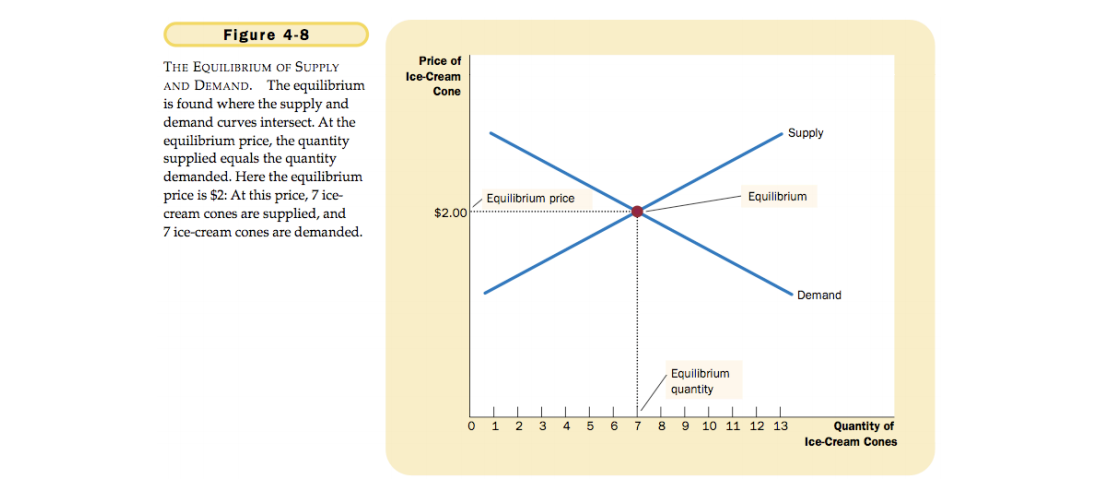 Figure 4-8
THE EQUILIBRIUM OF SUPPLY
AND DEMAND. The equilibrium
is found where the supply and
demand curves intersect. At the
equilibrium price, the quantity
supplied equals the quantity
demanded. Here the equilibrium
price is $2: At this price, 7 ice-
cream cones are supplied, and
7 ice-cream cones are demanded.
Price of
Ice-Cream
Cone
Supply
Equilibrium price
Equilibrium
$2.00
Demand
Equilibrium
quantity
0 1 2 3 4 5 6 7 8 9 10 11 12 13
Quantity of
Ice-Cream Cones